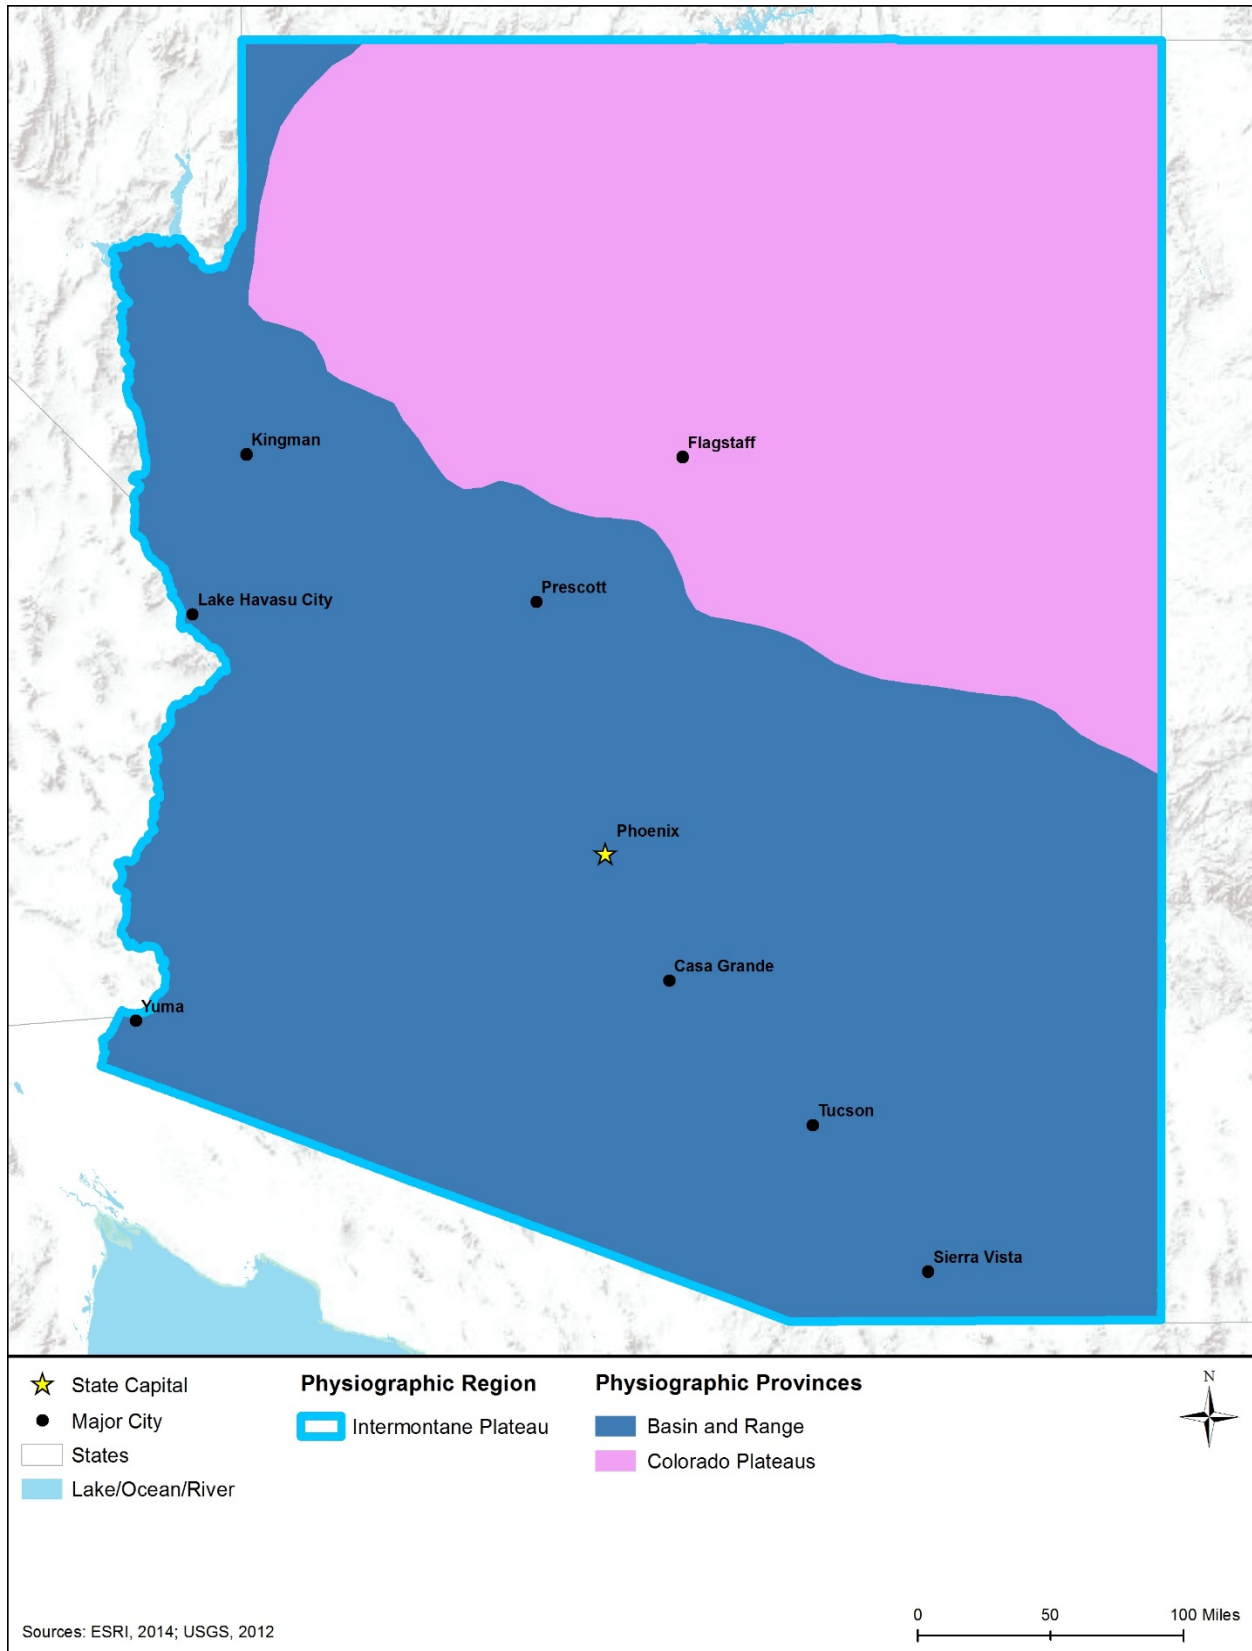 Kingman
Flagstaff
Lake Havasu City
Prescott
Phoenix
Casa Grande
Yuma
Tucson
Sierra Vista
State Capital
Major City
States
Lake/Ocean/River
Physiographic Region
Intermontane Plateau
Physiographic Provinces
Basin and Range
Colorado Plateaus
N
Sources: ESRI, 2014; USGS, 2012
0 50 100 Miles